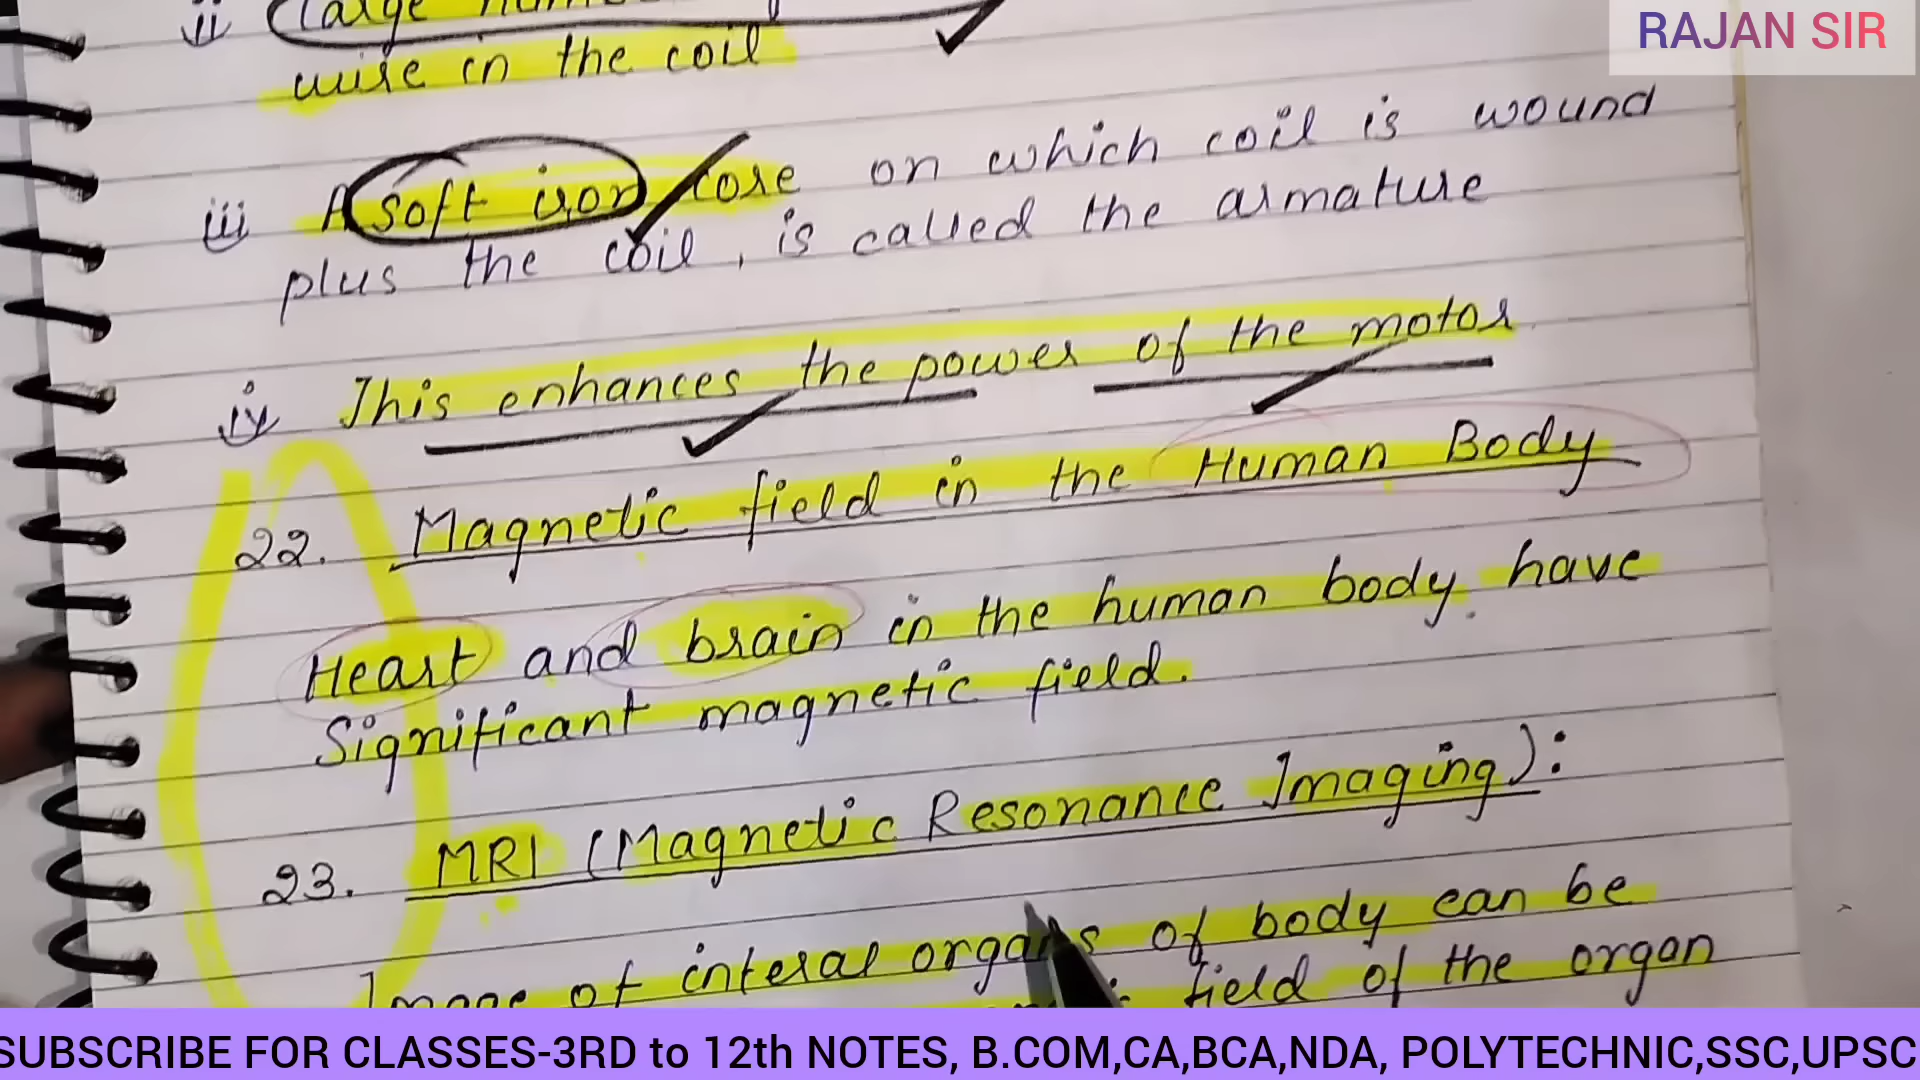 RAJAN SIR
ii Large
wire in the coil
iii A soft iron core on which coil is wound
plus the coil, is called the armature
iv This enhances the power of the motor
22. Magnetic field in the Human Body
Heart and brain in the human body have
Significant magnetic field.
23. MRI (Magnetic Resonance Imaging):
Image of interal organs of body can be
field of the organ
SUBSCRIBE FOR CLASSES-3RD to 12th NOTES, B.COM,CA,BCA,NDA, POLYTECHNIC,SSC,UPSC